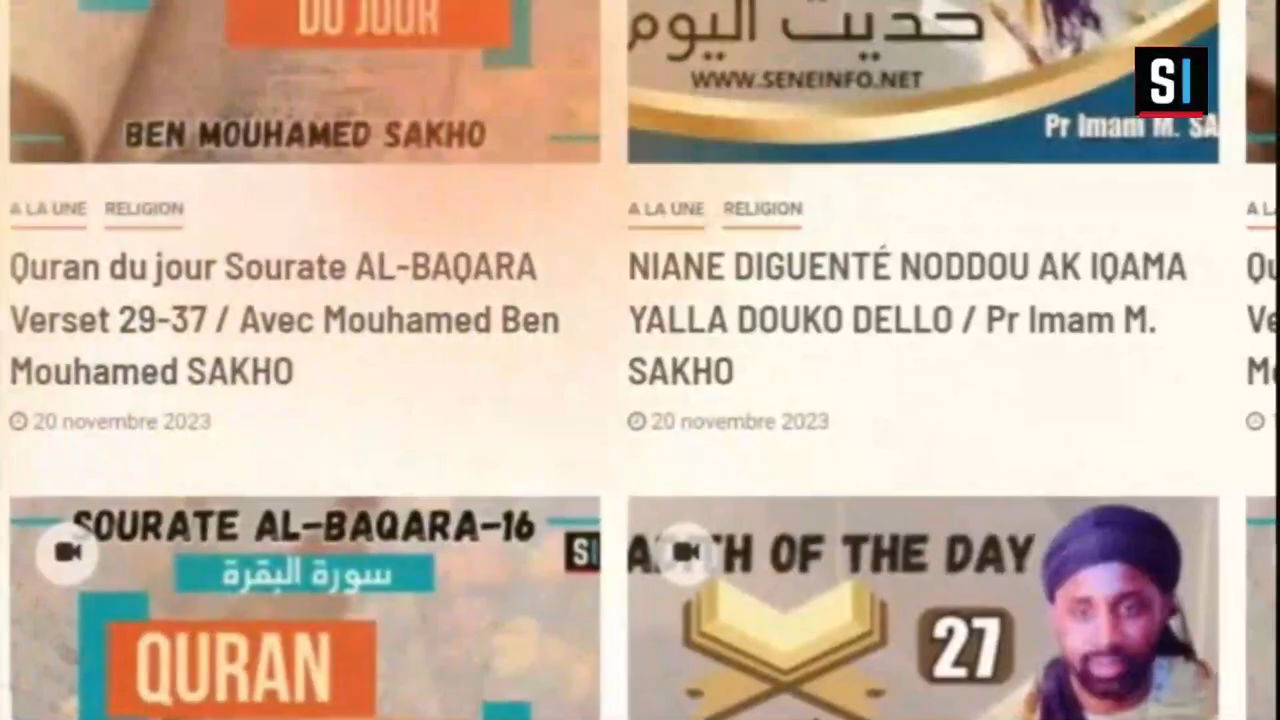 DU JOUR
BEN MOUHAMED SAKHO
حديث اليوم
WWW.SENEINFO.NET
SI
Pr Imam M. SA
A LA UNE RELIGION
Quran du jour Sourate AL-BAQARA
Verset 29-37 / Avec Mouhamed Ben
Mouhamed SAKHO
20 novembre 2023
A LA UNE RELIGION
NIANE DIGUENTÉ NODDOU AK IQAMA
YALLA DOUKO DELLO / Pr Imam M.
SAKHO
20 novembre 2023
SOURATE AL-BAQARA-16
سورة البقرة
SI
QURAN
TH OF THE DAY
27